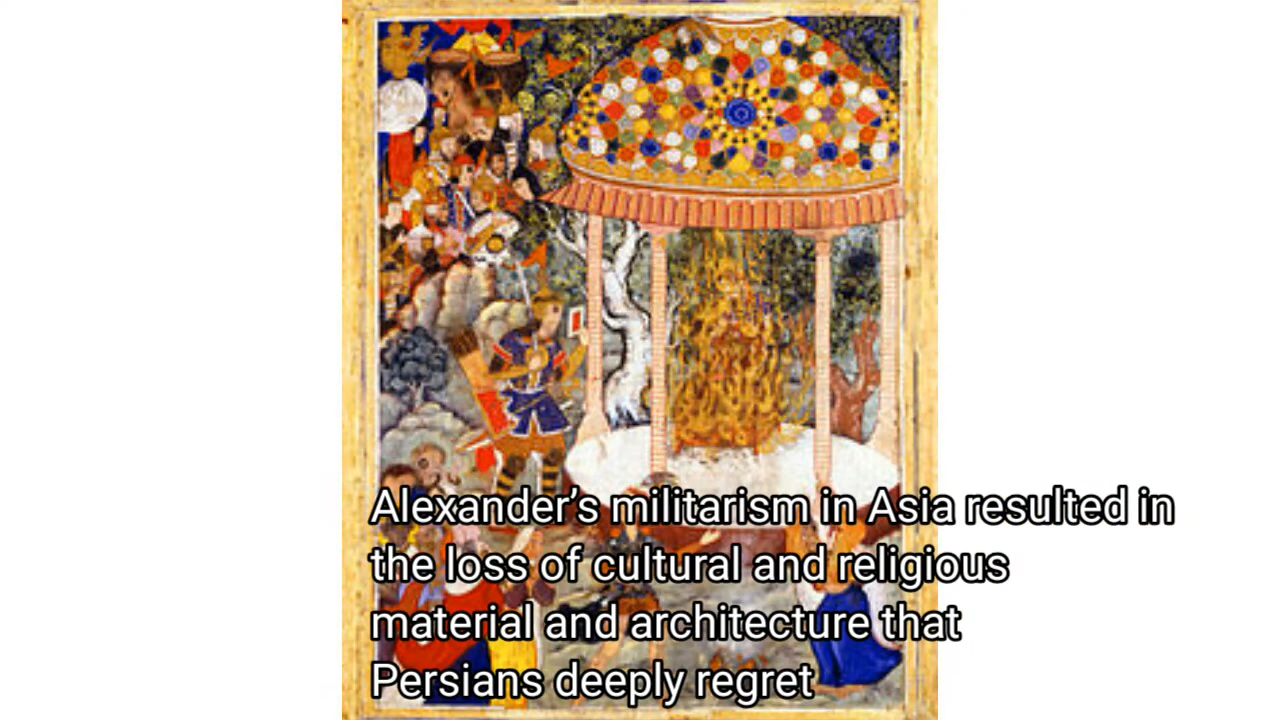 Alexander’s militarism in Asia resulted in
the loss of cultural and religious
material and architecture that
Persians deeply regret